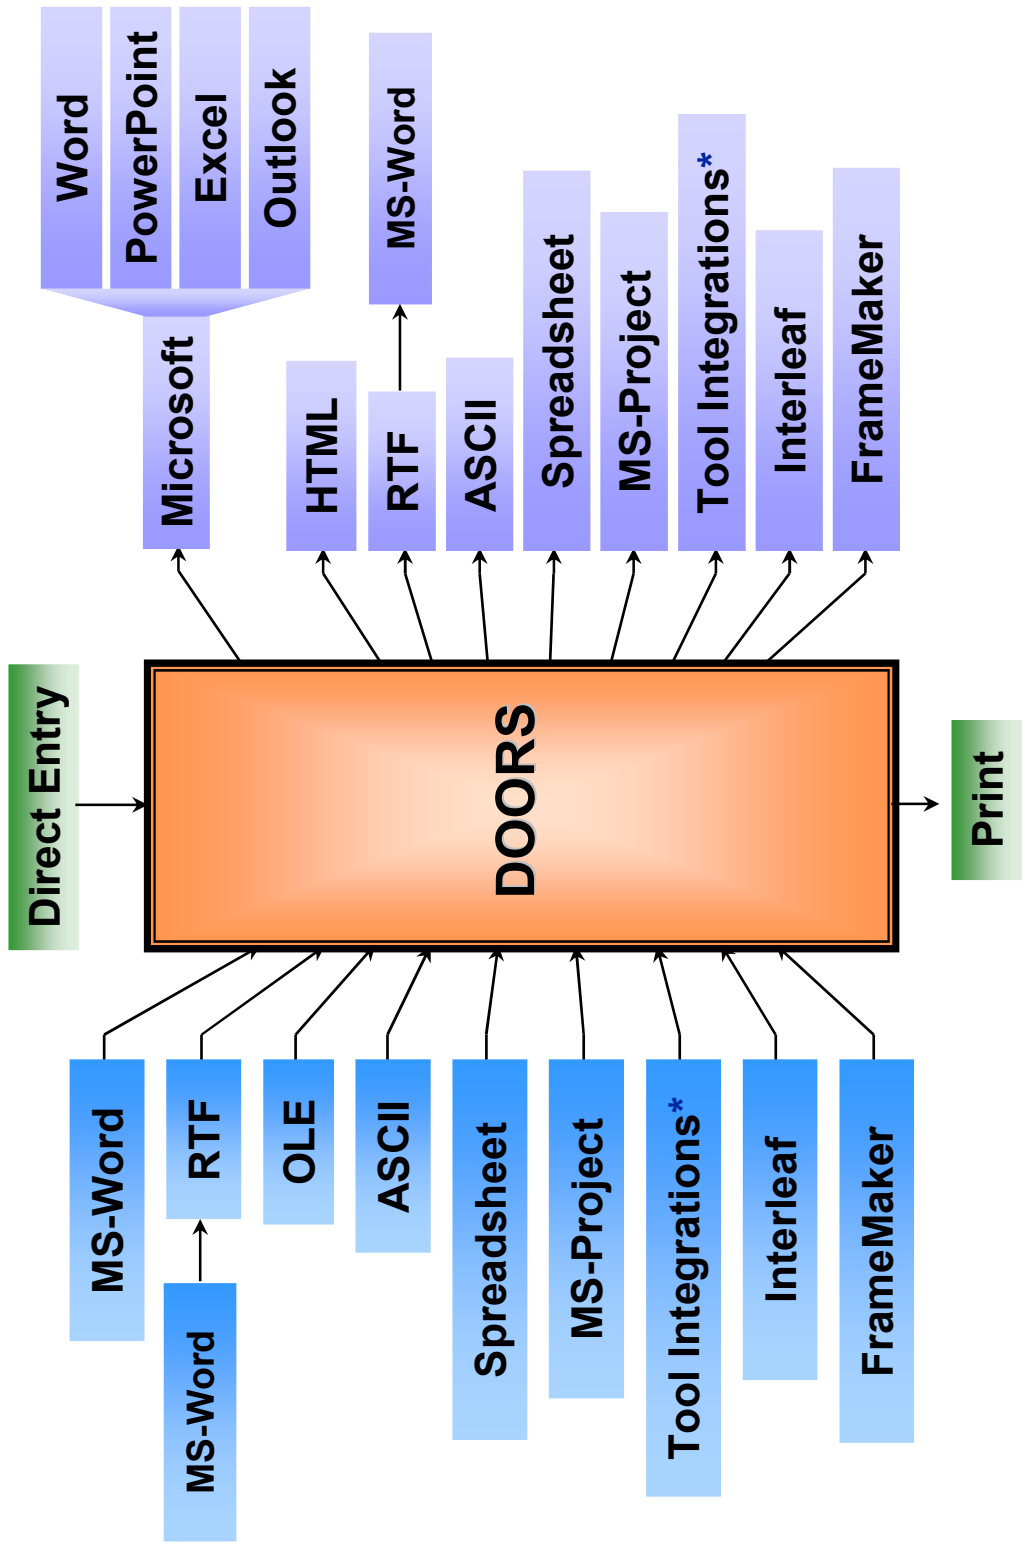 Direct Entry
MS-Word
MS-Word
RTF
OLE
ASCII
Spreadsheet
MS-Project
Tool Integrations*
Interleaf
FrameMaker
DOORS
Microsoft
Word
PowerPoint
Excel
Outlook
HTML
RTF
MS-Word
ASCII
Spreadsheet
MS-Project
Tool Integrations*
Interleaf
FrameMaker
Print